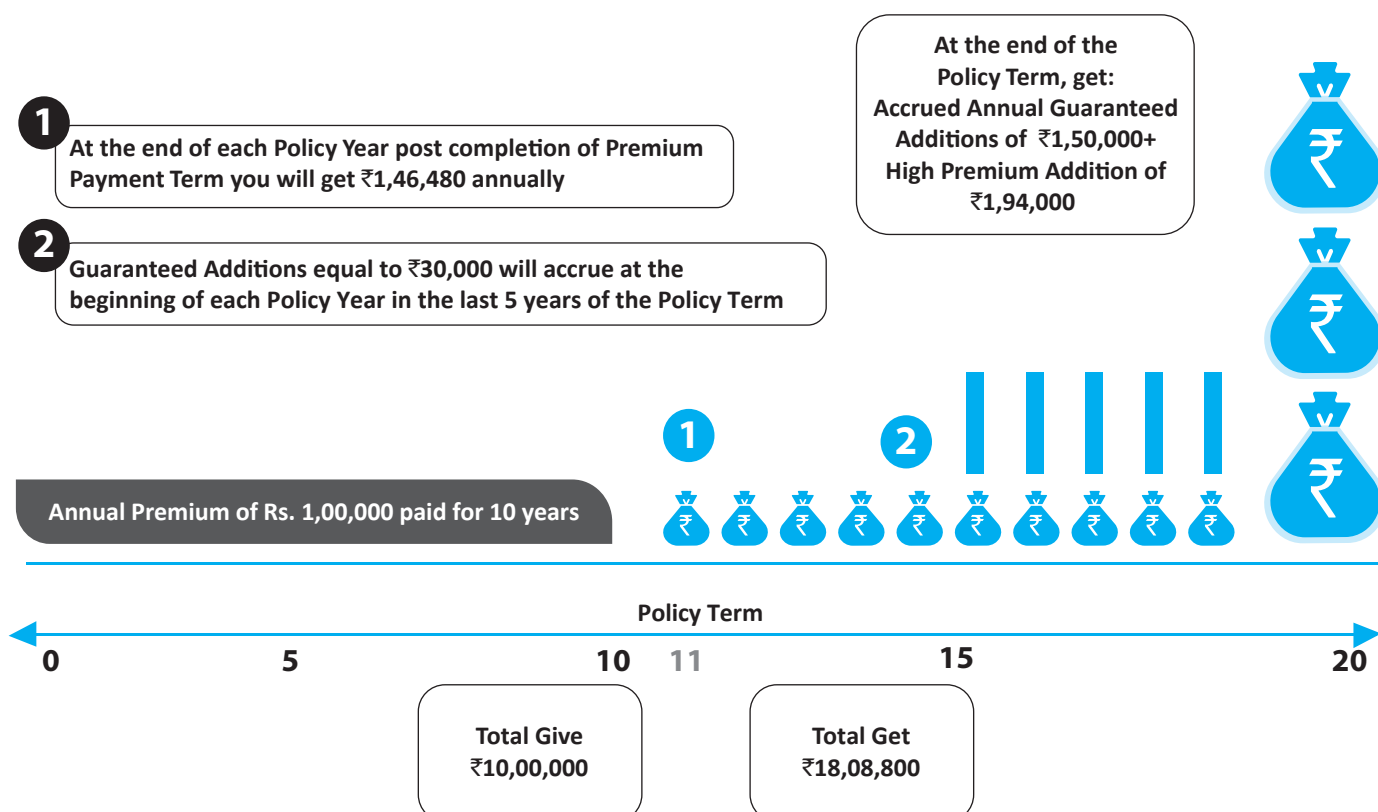 1
At the end of each Policy Year post completion of Premium
Payment Term you will get ₹1,46,480 annually
2
Guaranteed Additions equal to ₹30,000 will accrue at the
beginning of each Policy Year in the last 5 years of the Policy Term
At the end of the
Policy Term, get:
Accrued Annual Guaranteed
Additions of ₹1,50,000+
High Premium Addition of
₹1,94,000
₹
₹
₹
1
2
Annual Premium of Rs. 1,00,000 paid for 10 years
₹ ₹ ₹ ₹ ₹ ₹ ₹ ₹ ₹ ₹
Policy Term
0 5 10 11 15 20
Total Give
₹10,00,000
Total Get
₹18,08,800